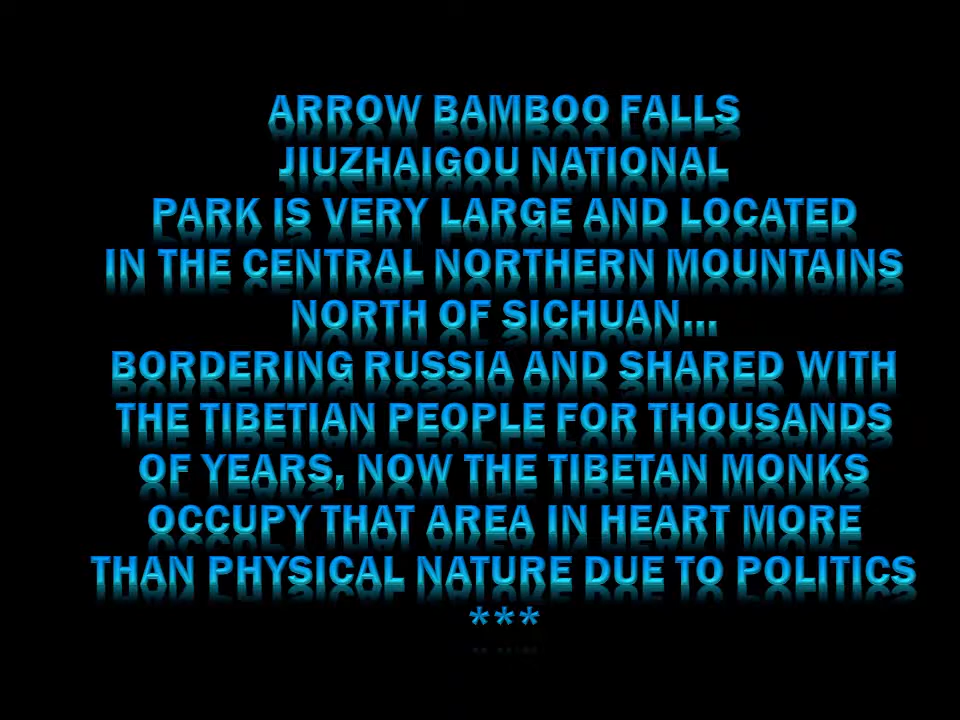 ARROW BAMBOO FALLS
JIUZHAIGOU NATIONAL
PARK IS VERY LARGE AND LOCATED
IN THE CENTRAL NORTHERN MOUNTAINS
NORTH OF SICHUAN...
BORDERING RUSSIA AND SHARED WITH
THE TIBETIAN PEOPLE FOR THOUSANDS
OF YEARS, NOW THE TIBETAN MONKS
OCCUPY THAT AREA IN HEART MORE
THAN PHYSICAL NATURE DUE TO POLITICS
***